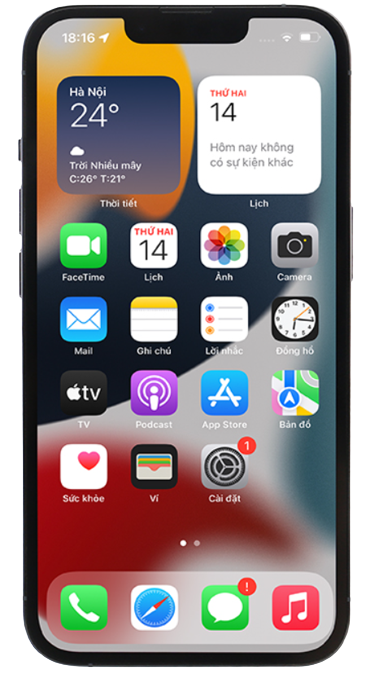 18:16
Hà Nội
24°
Trời Nhiều mây
C:26° T:21°
Thời tiết
THỨ HAI
14
Hôm nay không
có sự kiện khác
Lịch
FaceTime
THỨ HAI
14
Lịch
Ảnh
Camera
Mail
Ghi chú
Lời nhắc
Đồng hồ
tv
TV
Podcast
App Store
Bản đồ
Sức khỏe
Ví
1
Cài đặt
!